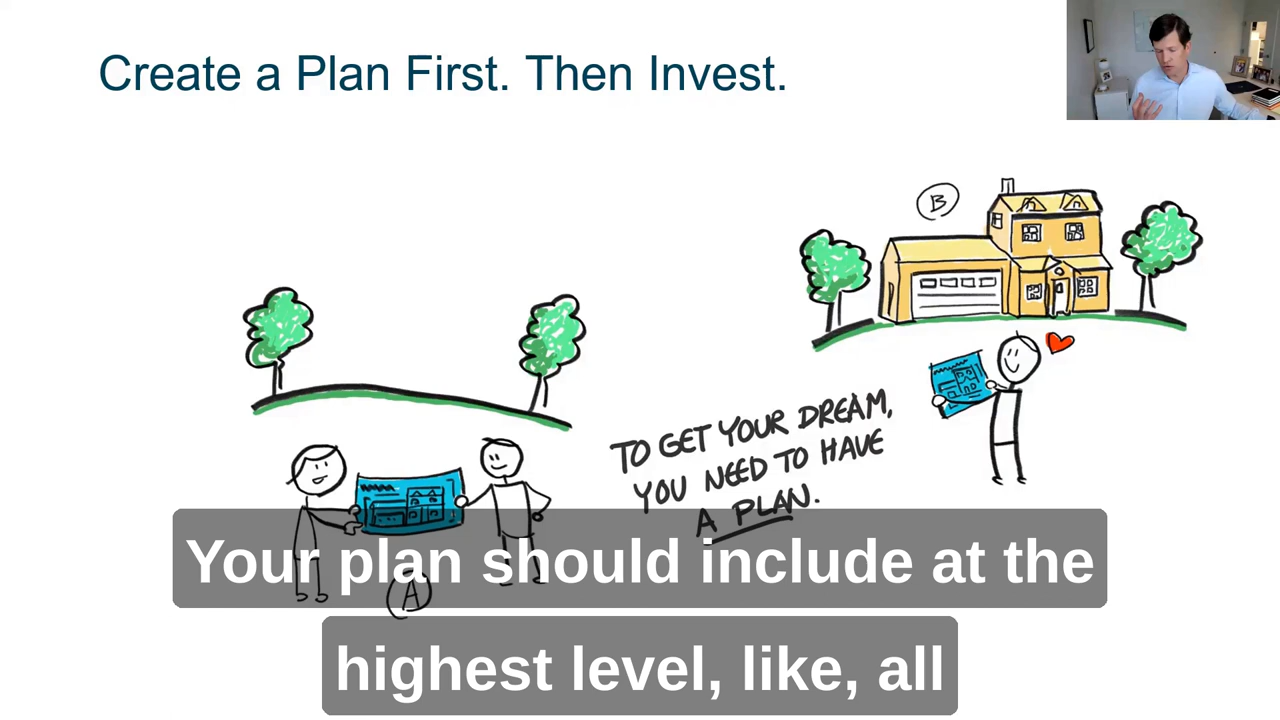 Create a Plan First. Then Invest.
B
TO GET YOUR DREAM,
YOU NEED TO HAVE
A PLAN.
A
Your plan should include at the
highest level, like, all